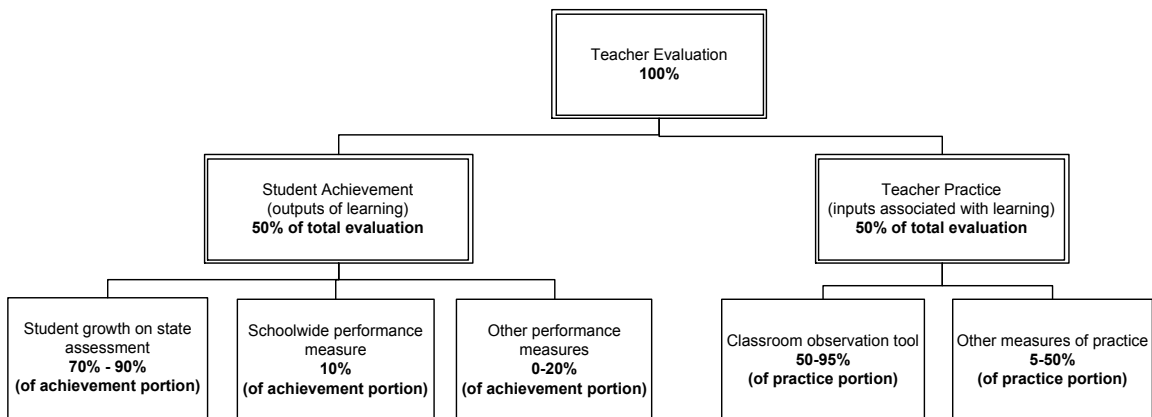 Teacher Evaluation
100%
Student Achievement
(outputs of learning)
50% of total evaluation
Teacher Practice
(inputs associated with learning)
50% of total evaluation
Student growth on state
assessment
70% - 90%
(of achievement portion)
Schoolwide performance
measure
10%
(of achievement portion)
Other performance
measures
0-20%
(of achievement portion)
Classroom observation tool
50-95%
(of practice portion)
Other measures of practice
5-50%
(of practice portion)